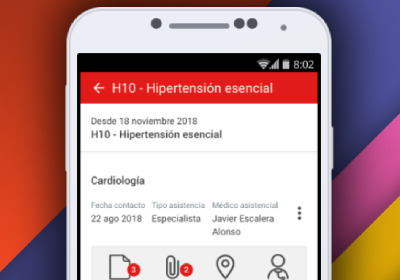 8:02
H10 - Hipertensión esencial
Desde 18 noviembre 2018
H10 - Hipertensión esencial
Cardiología
Fecha contacto Tipo asistencia Médico asistencial
22 ago 2018 Especialista Javier Escalera
Alonso
3 2